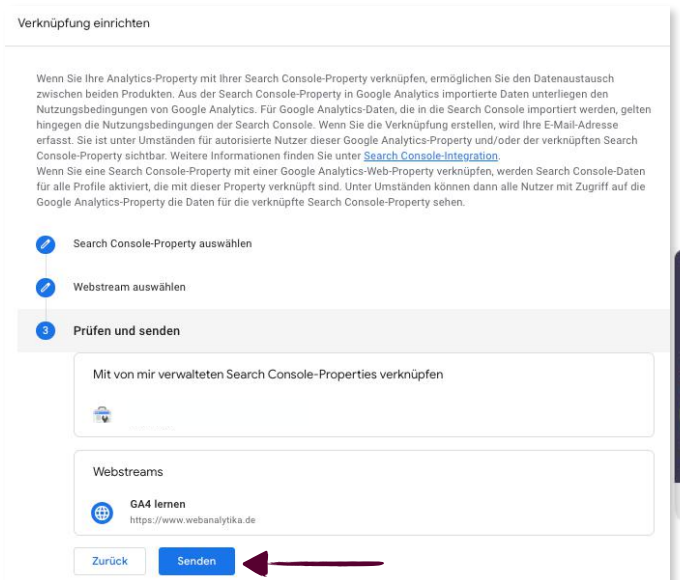 Verknüpfung einrichten
Wenn Sie Ihre Analytics-Property mit Ihrer Search Console-Property verknüpfen, ermöglichen Sie den Datenaustausch
zwischen beiden Produkten. Aus der Search Console-Property in Google Analytics importierte Daten unterliegen den
Nutzungsbedingungen von Google Analytics. Für Google Analytics-Daten, die in die Search Console importiert werden, gelten
hingegen die Nutzungsbedingungen der Search Console. Wenn Sie die Verknüpfung erstellen, wird Ihre E-Mail-Adresse
erfasst. Sie ist unter Umständen für autorisierte Nutzer dieser Google Analytics-Property und/oder der verknüpften Search
Console-Property sichtbar. Weitere Informationen finden Sie unter Search Console-Integration.
Wenn Sie eine Search Console-Property mit einer Google Analytics-Web-Property verknüpfen, werden Search Console-Daten
für alle Profile aktiviert, die mit dieser Property verknüpft sind. Unter Umständen können dann alle Nutzer mit Zugriff auf die
Google Analytics-Property die Daten für die verknüpfte Search Console-Property sehen.
Search Console-Property auswählen
Webstream auswählen
3 Prüfen und senden
Mit von mir verwalteten Search Console-Properties verknüpfen
Webstreams
GA4 lernen
https://www.webanalytika.de
Zurück Senden